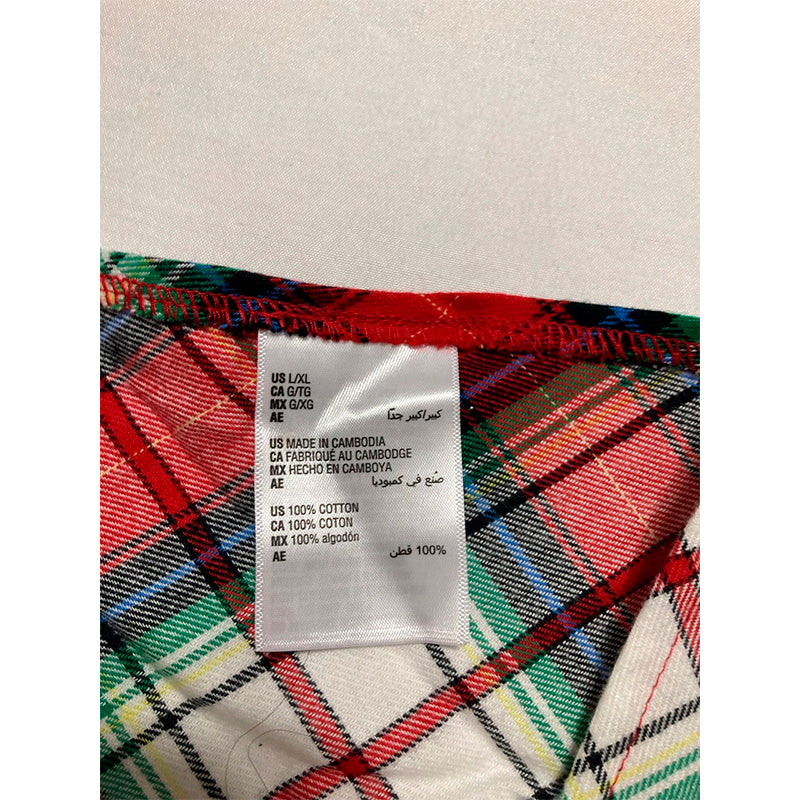 US L/XL
CA G/TG
MX G/XG
AE كبير/كبير جدًا
US MADE IN CAMBODIA
CA FABRIQUÉ AU CAMBODGE
MX HECHO EN CAMBOYA
AE صُنع في كمبوديا
US 100% COTTON
CA 100% COTON
MX 100% algodón
AE 100% قطن